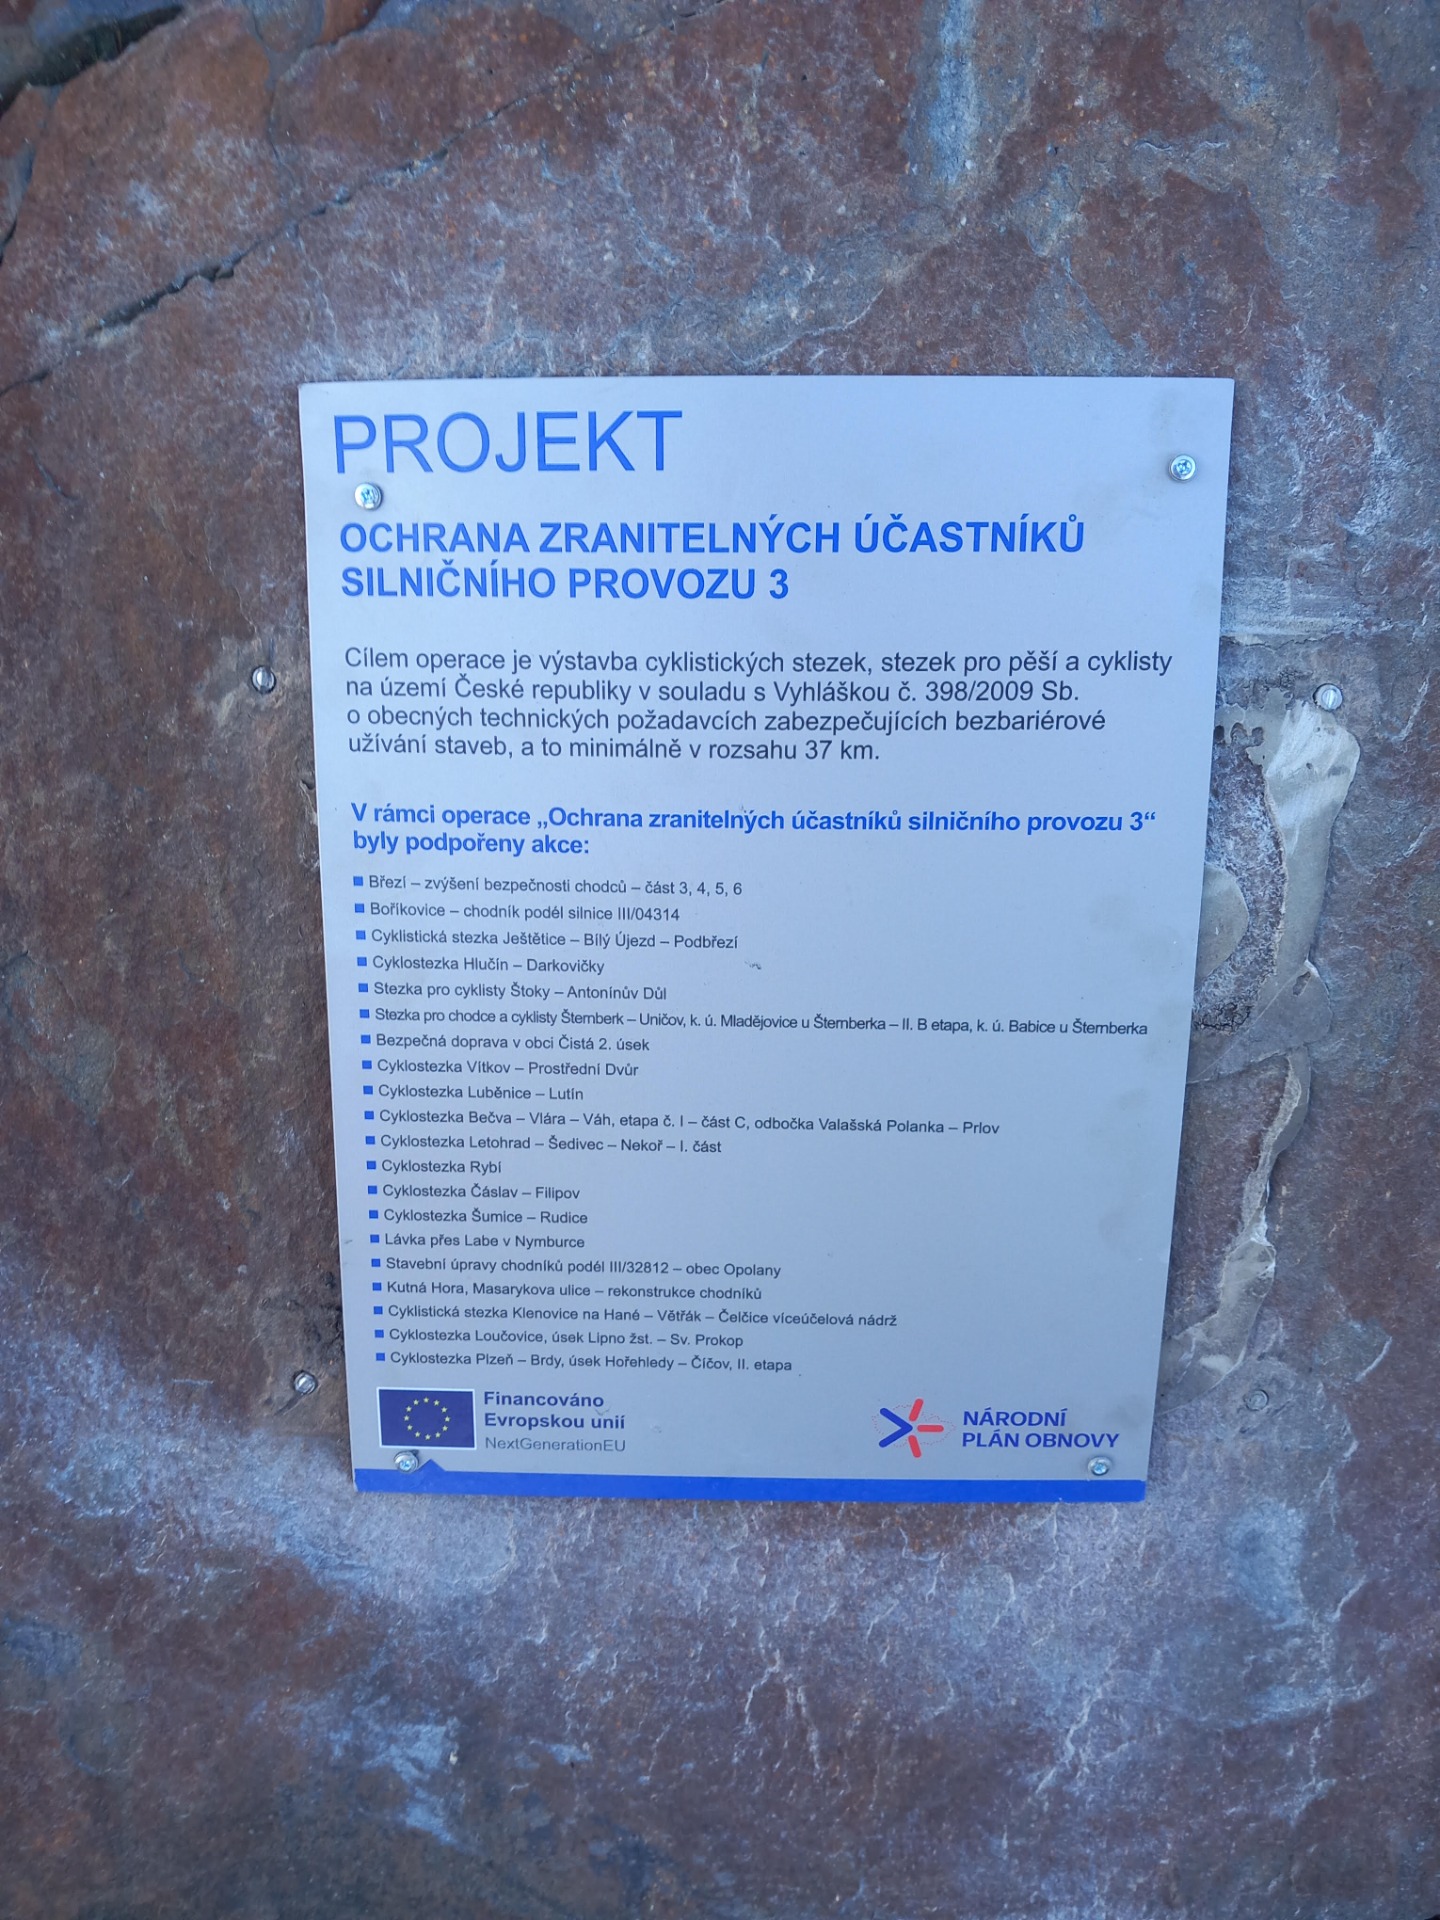 PROJEKT
OCHRANA ZRANITELNÝCH ÚČASTNÍKŮ
SILNIČNÍHO PROVOZU 3
Cílem operace je výstavba cyklistických stezek, stezek pro pěší a cyklisty
na území České republiky v souladu s Vyhláškou č. 398/2009 Sb.
o obecných technických požadavcích zabezpečujících bezbariérové
užívání staveb, a to minimálně v rozsahu 37 km.
V rámci operace „Ochrana zranitelných účastníků silničního provozu 3“
byly podpořeny akce:
■ Březí – zvýšení bezpečnosti chodců – část 3, 4, 5, 6
■ Boříkovice – chodník podél silnice III/04314
■ Cyklistická stezka Ještětice – Bílý Újezd – Podbřezí
■ Cyklostezka Hlučín – Darkovičky
■ Stezka pro cyklisty Štoky – Antonínův Důl
■ Stezka pro chodce a cyklisty Šternberk – Uničov, k. ú. Mladějovice u Šternberka – II. B etapa, k. ú. Babice u Šternberka
■ Bezpečná doprava v obci Čistá 2. úsek
■ Cyklostezka Vítkov – Prostřední Dvůr
■ Cyklostezka Luběnice – Lutín
■ Cyklostezka Bečva – Vlára – Váh, etapa č. I – část C, odbočka Valašská Polanka – Prlov
■ Cyklostezka Letohrad – Šedivec – Nekoř – I. část
■ Cyklostezka Rybí
■ Cyklostezka Čáslav – Filipov
■ Cyklostezka Šumice – Rudice
■ Lávka přes Labe v Nymburce
■ Stavební úpravy chodníků podél III/32812 – obec Opolany
■ Kutná Hora, Masarykova ulice – rekonstrukce chodníků
■ Cyklistická stezka Klenovice na Hané – Větřák – Čelčice víceúčelová nádrž
■ Cyklostezka Loučovice, úsek Lipno žst. – Sv. Prokop
■ Cyklostezka Plzeň – Brdy, úsek Hořehledy – Číčov, II. etapa
Financováno
Evropskou unií
NextGenerationEU
NÁRODNÍ
PLÁN OBNOVY